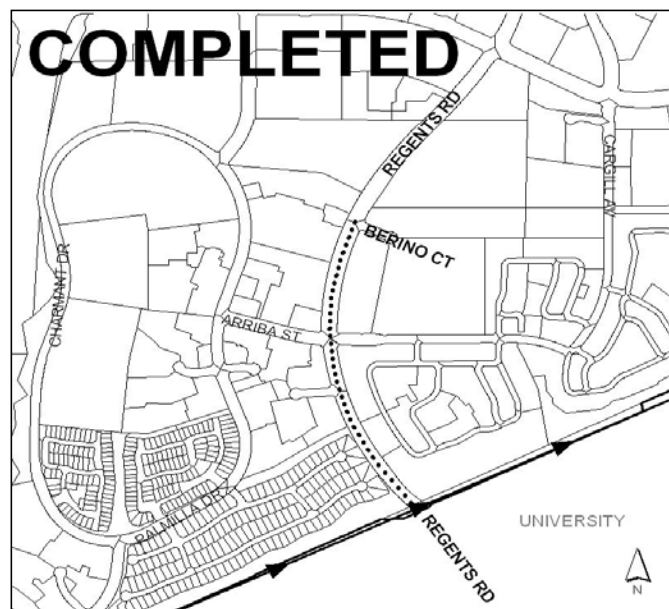 COMPLETED
REGENTS RD
CARGILL AV
BERINO CT
CHARMANT DR
ARRIBA ST
PALMILLA DR
UNIVERSITY
REGENTS RD
N